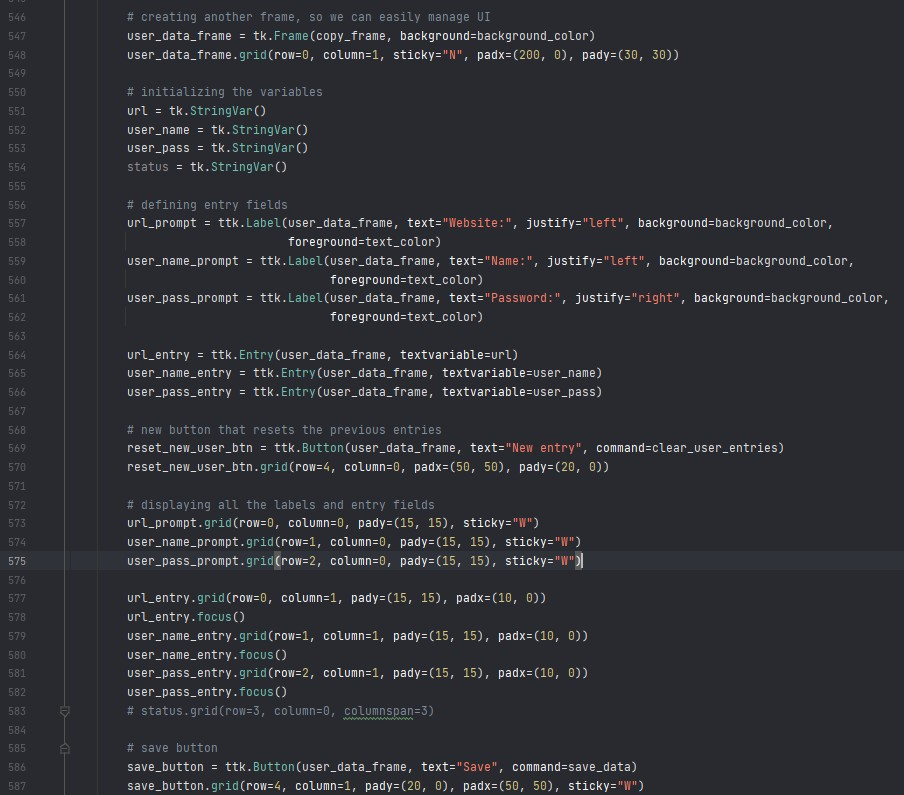 546 # creating another frame, so we can easily manage UI
547 user_data_frame = tk.Frame(copy_frame, background=background_color)
548 user_data_frame.grid(row=0, column=1, sticky="N", padx=(200, 0), pady=(30, 30))
549
550 # initializing the variables
551 url = tk.StringVar()
552 user_name = tk.StringVar()
553 user_pass = tk.StringVar()
554 status = tk.StringVar()
555
556 # defining entry fields
557 url_prompt = ttk.Label(user_data_frame, text="Website:", justify="left", background=background_color,
558 foreground=text_color)
559 user_name_prompt = ttk.Label(user_data_frame, text="Name:", justify="left", background=background_color,
560 foreground=text_color)
561 user_pass_prompt = ttk.Label(user_data_frame, text="Password:", justify="right", background=background_color,
562 foreground=text_color)
563
564 url_entry = ttk.Entry(user_data_frame, textvariable=url)
565 user_name_entry = ttk.Entry(user_data_frame, textvariable=user_name)
566 user_pass_entry = ttk.Entry(user_data_frame, textvariable=user_pass)
567
568 # new button that resets the previous entries
569 reset_new_user_btn = ttk.Button(user_data_frame, text="New entry", command=clear_user_entries)
570 reset_new_user_btn.grid(row=4, column=0, padx=(50, 50), pady=(20, 0))
571
572 # displaying all the labels and entry fields
573 url_prompt.grid(row=0, column=0, pady=(15, 15), sticky="W")
574 user_name_prompt.grid(row=1, column=0, pady=(15, 15), sticky="W")
575 user_pass_prompt.grid(row=2, column=0, pady=(15, 15), sticky="W")
576
577 url_entry.grid(row=0, column=1, pady=(15, 15), padx=(10, 0))
578 url_entry.focus()
579 user_name_entry.grid(row=1, column=1, pady=(15, 15), padx=(10, 0))
580 user_name_entry.focus()
581 user_pass_entry.grid(row=2, column=1, pady=(15, 15), padx=(10, 0))
582 user_pass_entry.focus()
583 # status.grid(row=3, column=0, columnspan=3)
584
585 # save button
586 save_button = ttk.Button(user_data_frame, text="Save", command=save_data)
587 save_button.grid(row=4, column=1, pady=(20, 0), padx=(50, 50), sticky="W")